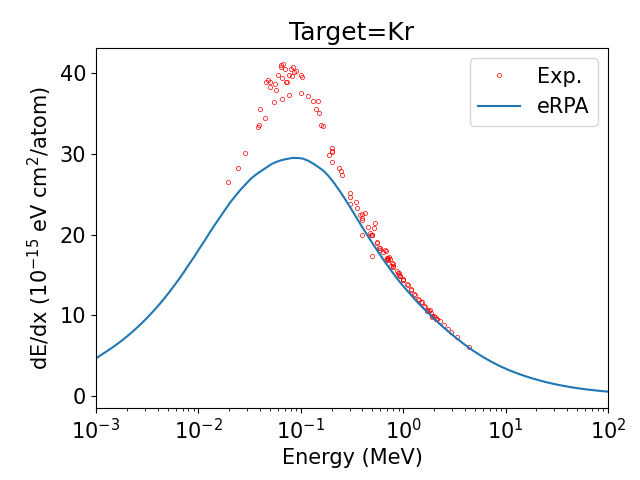 Target=Kr
Exp.
eRPA
40
30
20
10
0
dE/dx (10⁻¹⁵ eV cm²/atom)
10⁻³ 10⁻² 10⁻¹ 10⁰ 10¹ 10²
Energy (MeV)